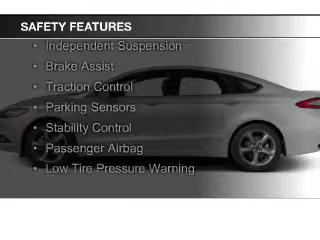 SAFETY FEATURES
• Independent Suspension
• Brake Assist
• Traction Control
• Parking Sensors
• Stability Control
• Passenger Airbag
• Low Tire Pressure Warning